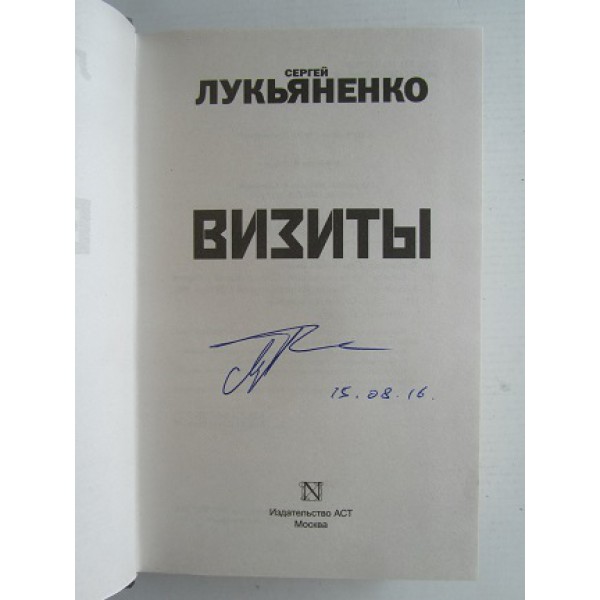 СЕРГЕЙ
ЛУКЬЯНЕНКО
ВИЗИТЫ
15.08.16.
N
Издательство АСТ
Москва